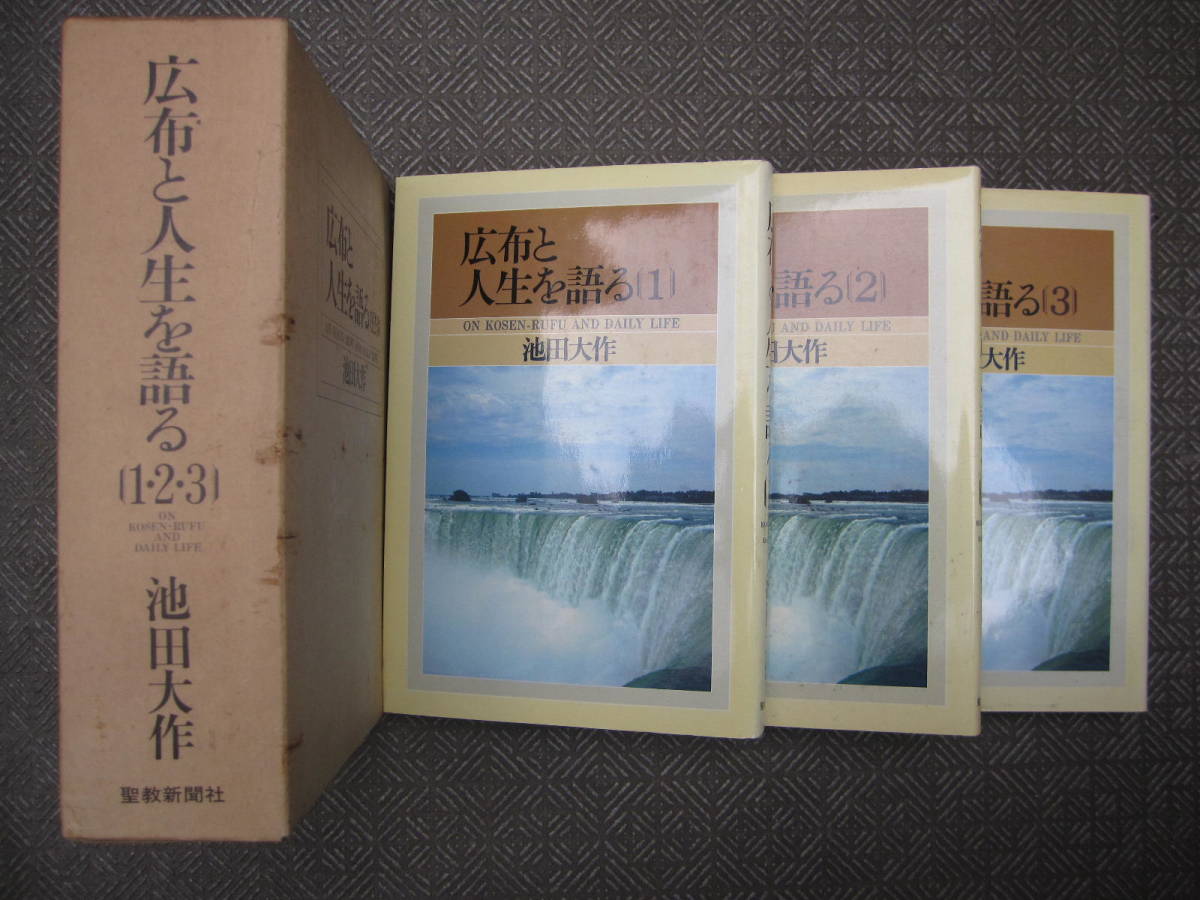 広布と人生を語る
〔1・2・3〕
ON
KOSEN-RUFU
AND
DAILY LIFE
池田大作
聖教新聞社
広布と
人生を語る
池田大作
広布と
人生を語る〔1〕
ON KOSEN-RUFU AND DAILY LIFE
池田大作
語る〔2〕
AND DAILY LIFE
田大作
語る〔3〕
AND DAILY LIFE
大作